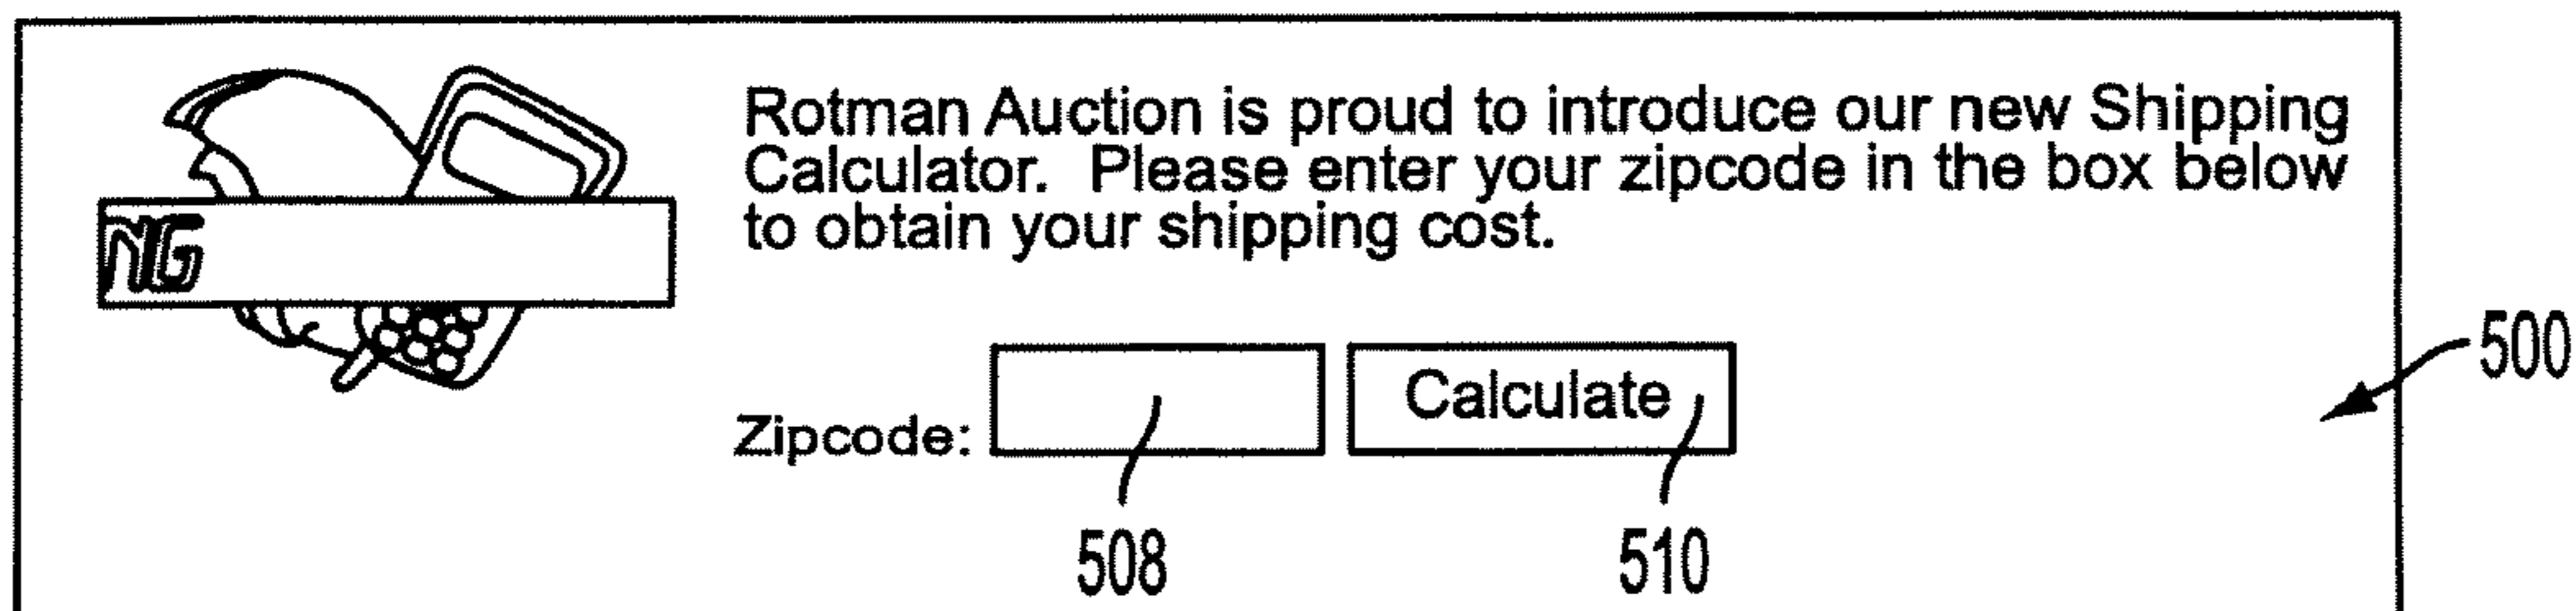 Rotman Auction is proud to introduce our new Shipping
Calculator. Please enter your zipcode in the box below
to obtain your shipping cost.
NG
Zipcode: Calculate
500
508 510